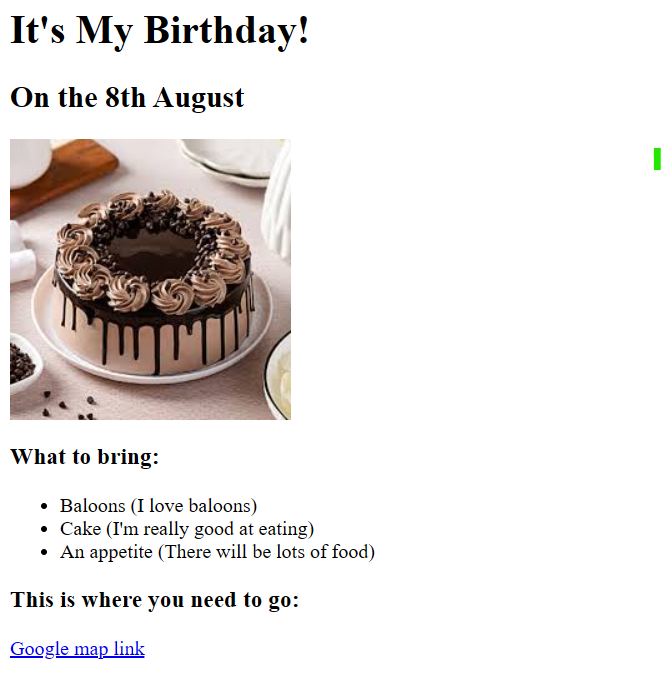 It's My Birthday!
On the 8th August
What to bring:
Baloons (I love baloons)
Cake (I'm really good at eating)
An appetite (There will be lots of food)
This is where you need to go:
Google map link